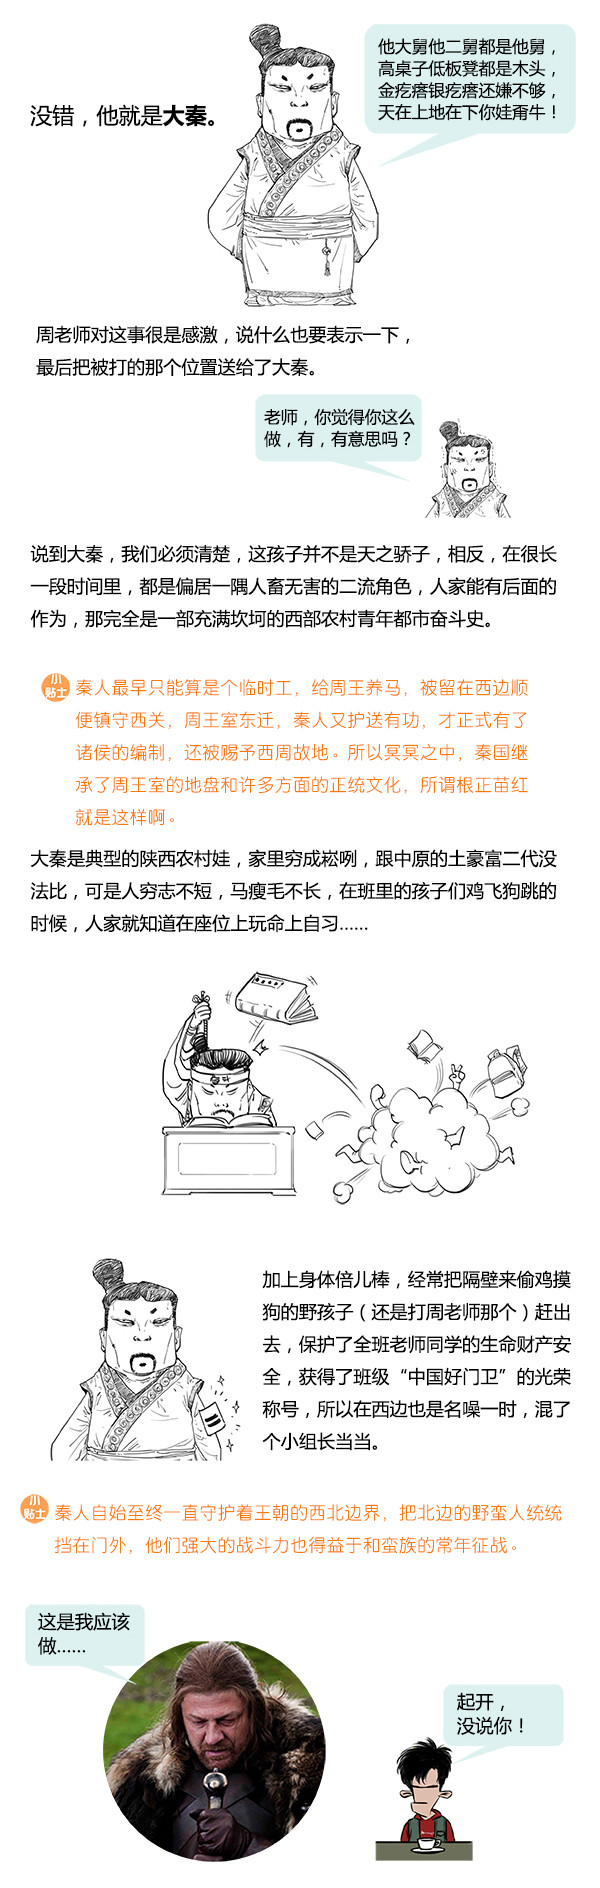 他大舅他二舅都是他舅，
高桌子低板凳都是木头，
金疙瘩银疙瘩还嫌不够，
天在上地在下你娃甭牛！
没错，他就是大秦。
周老师对这事很是感激，说什么也要表示一下，
最后把被打的那个位置送给了大秦。
老师，你觉得你这么
做，有，有意思吗？
说到大秦，我们必须清楚，这孩子并不是天之骄子，相反，在很长
一段时间里，都是偏居一隅人畜无害的二流角色，人家能有后面的
作为，那完全是一部充满坎坷的西部农村青年都市奋斗史。
小
贴士
秦人最早只能算是个临时工，给周王养马，被留在西边顺
便镇守西关，周王室东迁，秦人又护送有功，才正式有了
诸侯的编制，还被赐予西周故地。所以冥冥之中，秦国继
承了周王室的地盘和许多方面的正统文化，所谓根正苗红
就是这样啊。
大秦是典型的陕西农村娃，家里穷成崧咧，跟中原的土豪富二代没
法比，可是人穷志不短，马瘦毛不长，在班里的孩子们鸡飞狗跳的
时候，人家就知道在座位上玩命上自习......
加上身体倍儿棒，经常把隔壁来偷鸡摸
狗的野孩子（还是打周老师那个）赶出
去，保护了全班老师同学的生命财产安
全，获得了班级“中国好门卫”的光荣
称号，所以在西边也是名噪一时，混了
个小组长当当。
小
贴士
秦人自始至终一直守护着王朝的西北边界，把北边的野蛮人统统
挡在门外，他们强大的战斗力也得益于和蛮族的常年征战。
这是我应该
做......
起开，
没说你！